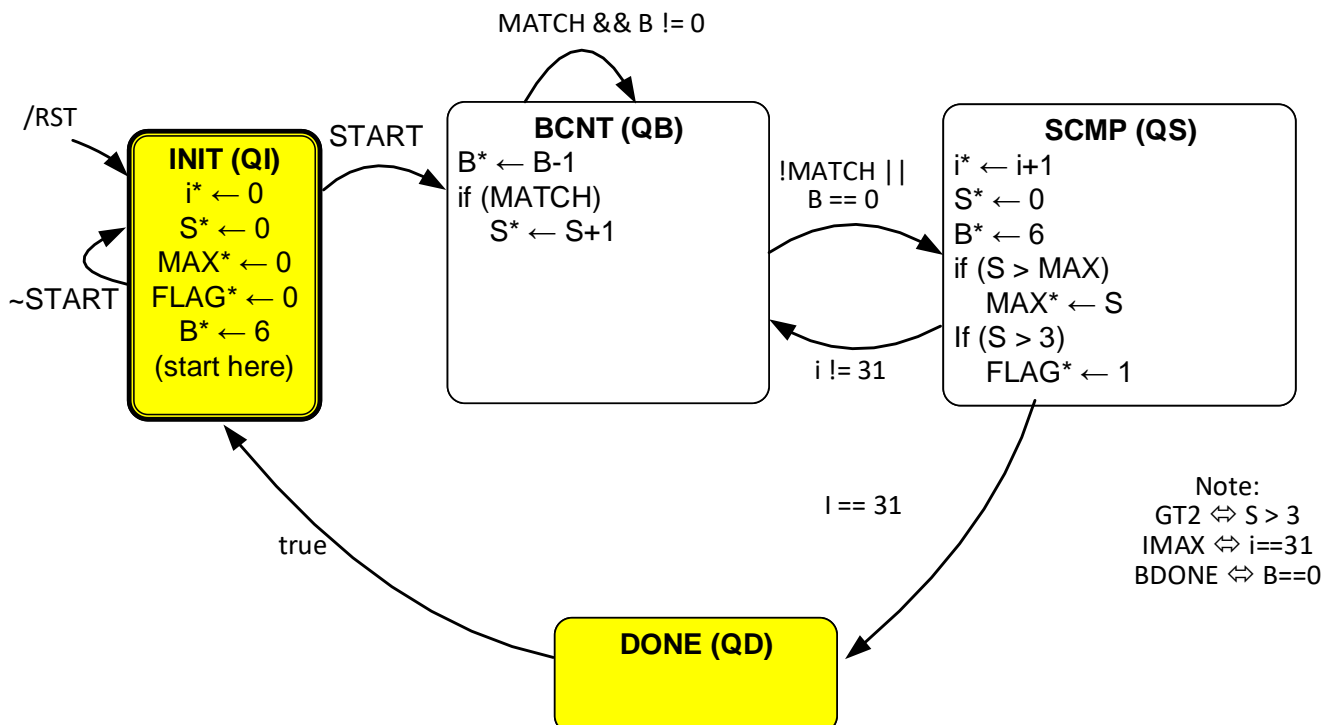 MATCH && B != 0
/RST
INIT (QI)
i* ← 0
S* ← 0
MAX* ← 0
FLAG* ← 0
B* ← 6
(start here)
~START
START
BCNT (QB)
B* ← B-1
if (MATCH)
S* ← S+1
!MATCH ||
B == 0
i != 31
SCMP (QS)
i* ← i+1
S* ← 0
B* ← 6
if (S > MAX)
MAX* ← S
If (S > 3)
FLAG* ← 1
I == 31
true
DONE (QD)
Note:
GT2 ⬄ S > 3
IMAX ⬄ i==31
BDONE ⬄ B==0